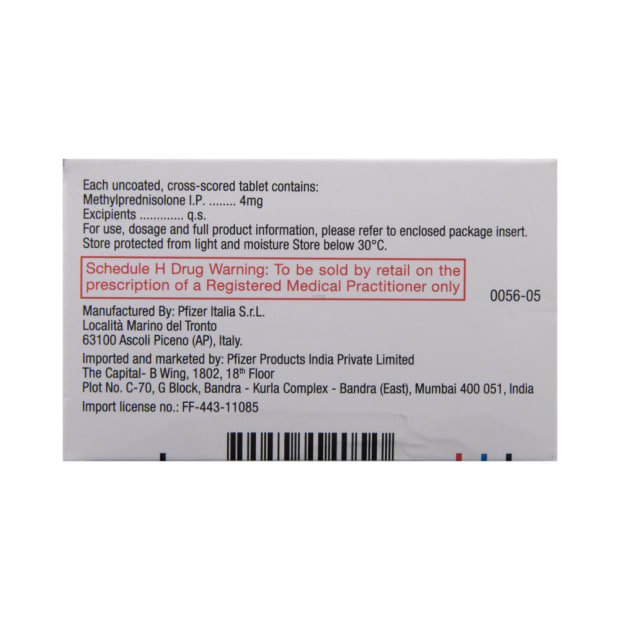 Each uncoated, cross-scored tablet contains:
Methylprednisolone I.P. ........ 4mg
Excipients ............. q.s.
For use, dosage and full product information, please refer to enclosed package insert.
Store protected from light and moisture Store below 30°C.
Schedule H Drug Warning: To be sold by retail on the
prescription of a Registered Medical Practitioner only
0056-05
Manufactured By: Pfizer Italia S.r.L.
Località Marino del Tronto
63100 Ascoli Piceno (AP), Italy.
Imported and marketed by: Pfizer Products India Private Limited
The Capital- B Wing, 1802, 18th Floor
Plot No. C-70, G Block, Bandra - Kurla Complex - Bandra (East), Mumbai 400 051, India
Import license no.: FF-443-11085